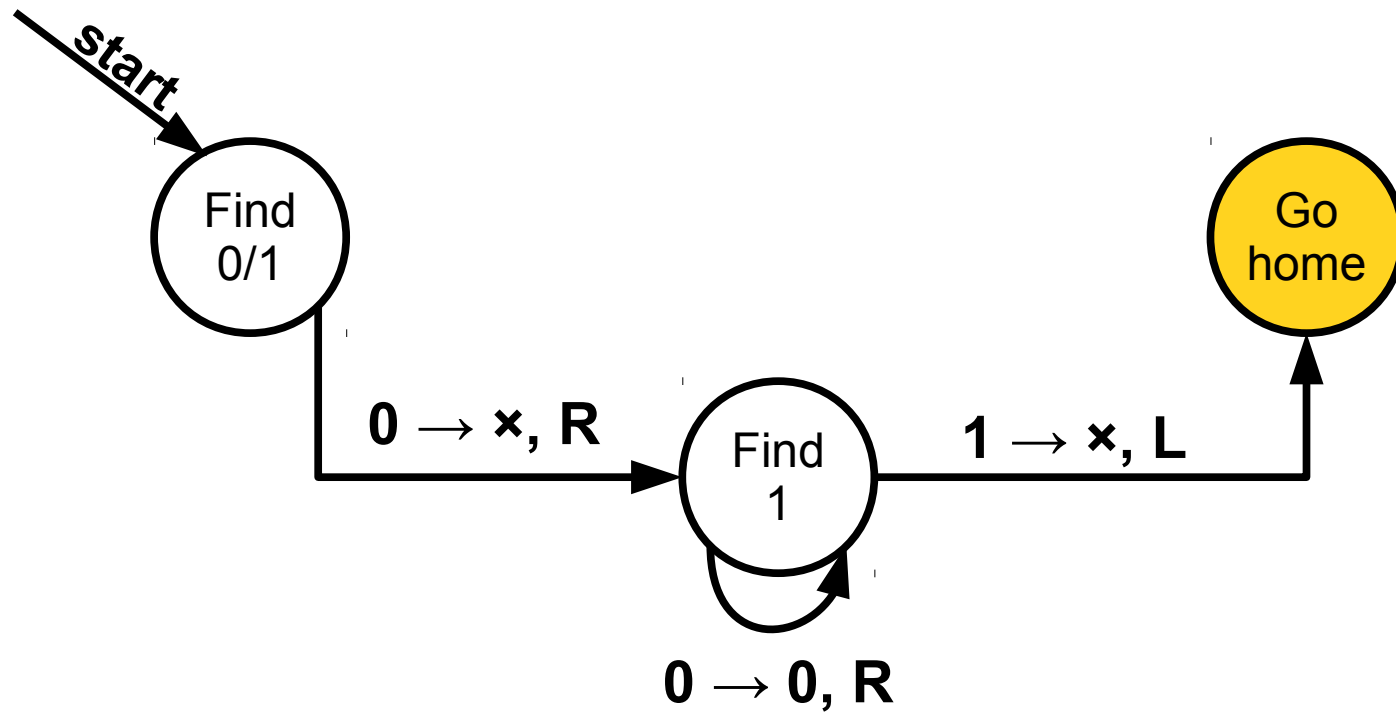 start
Find
0/1
Go
home
0 → ×, R
Find
1
1 → ×, L
0 → 0, R